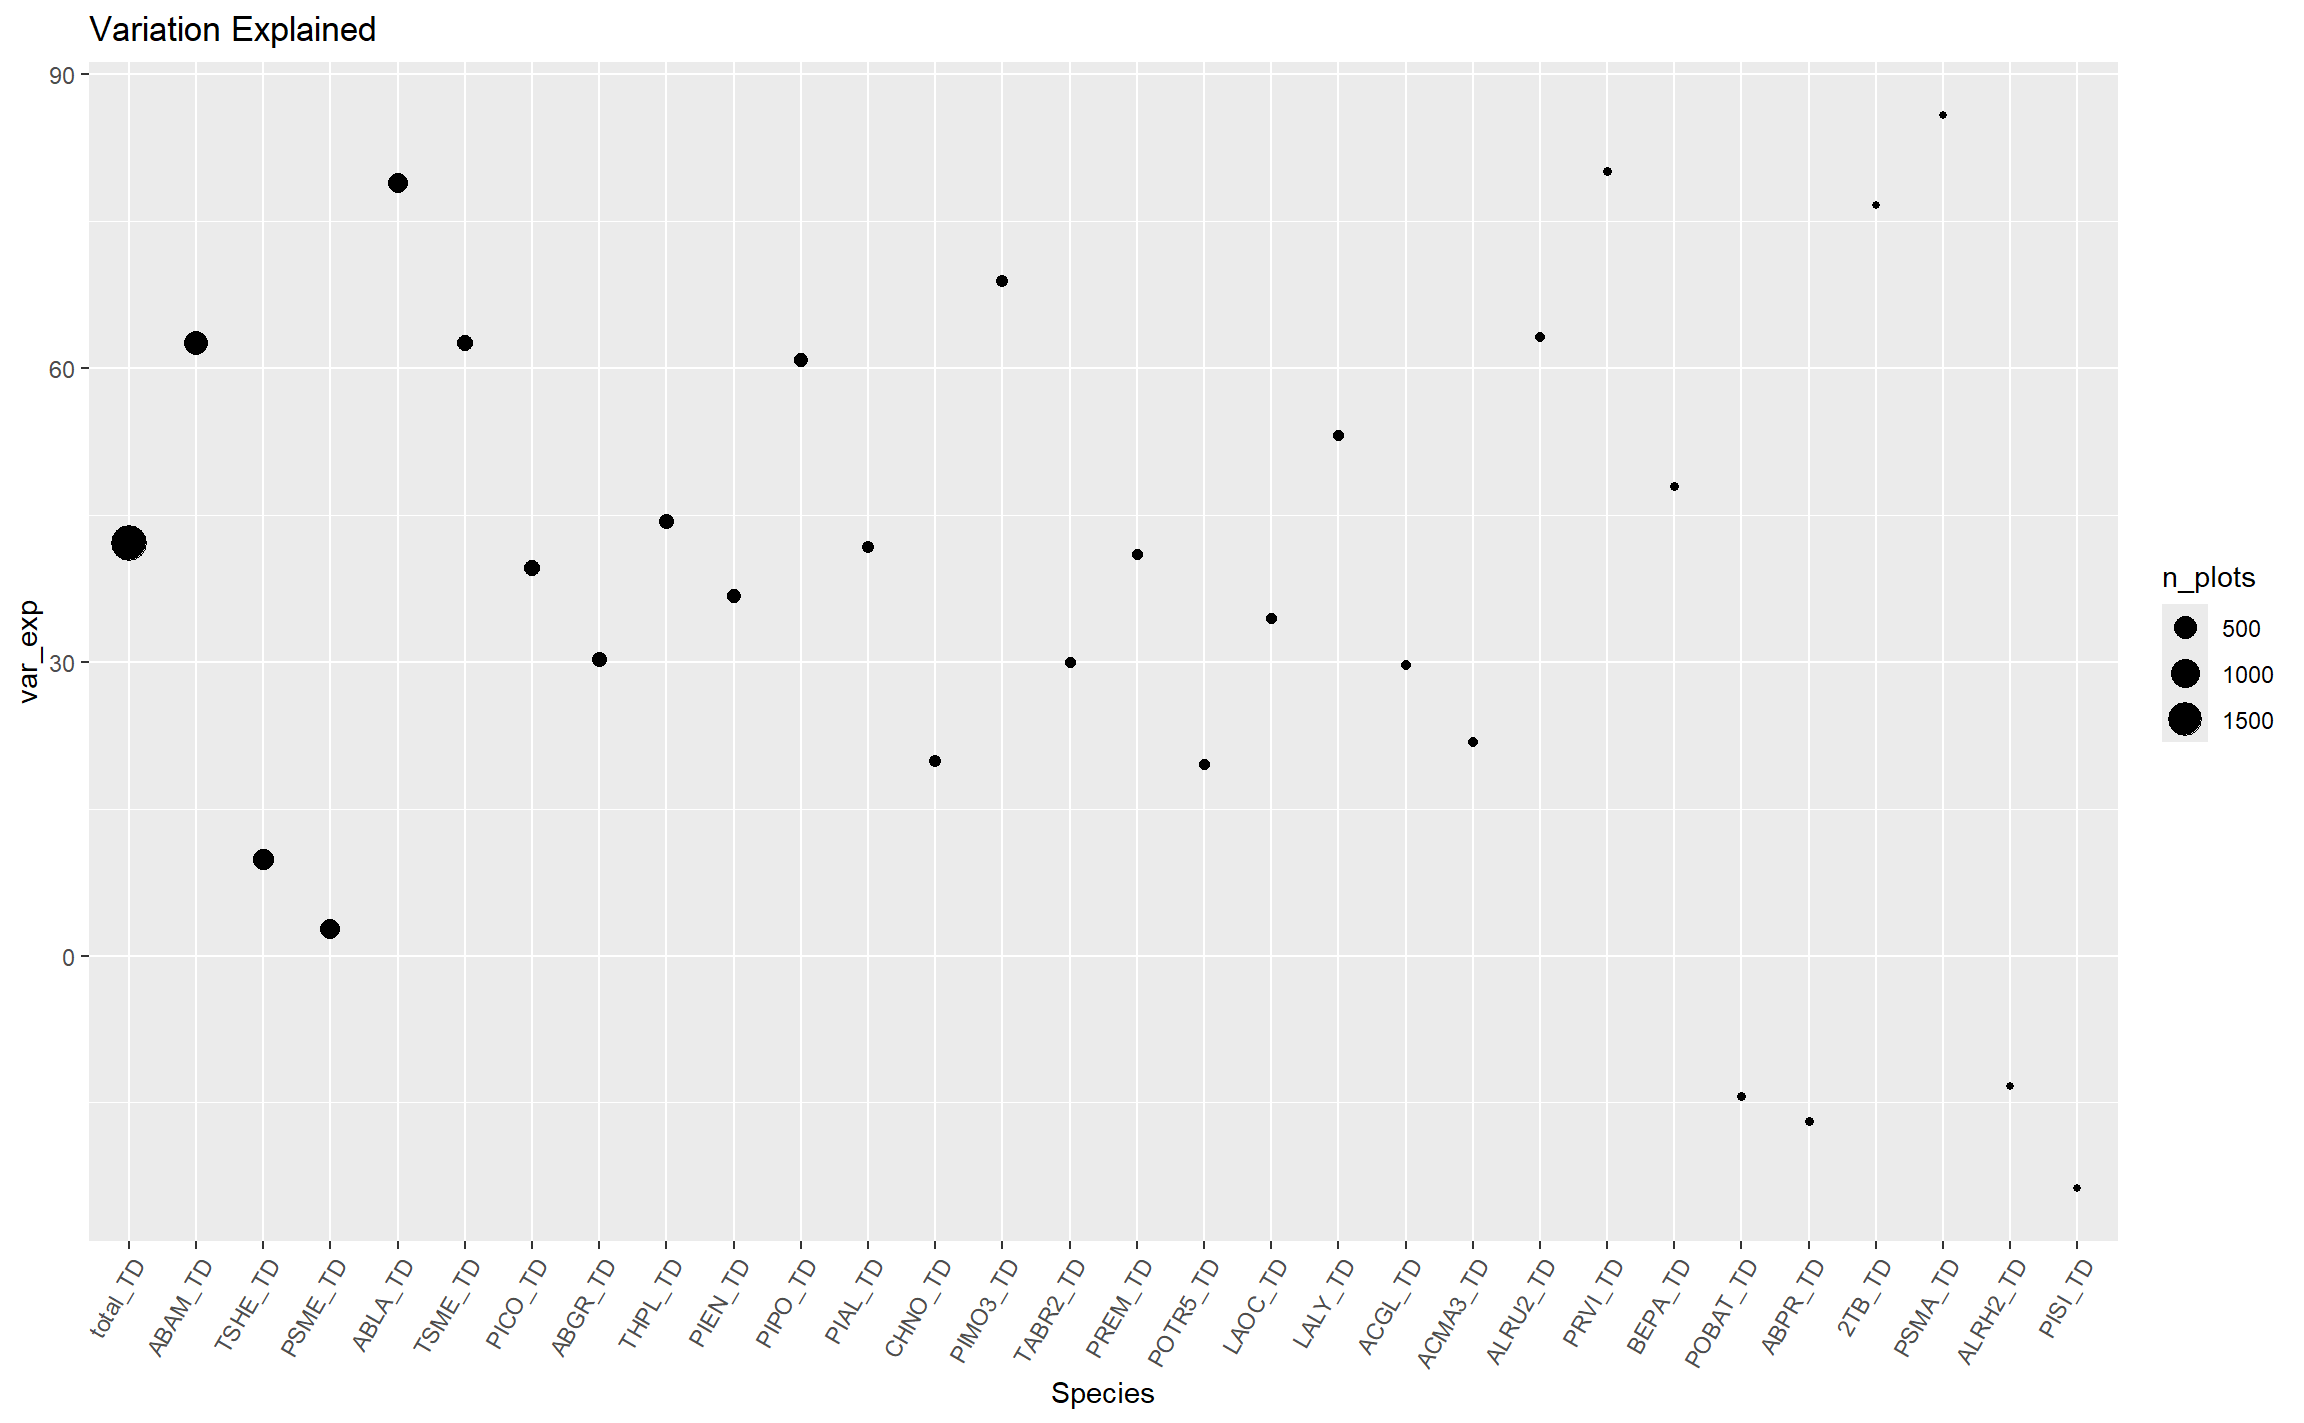 Variation Explained
90
60
30
0
var_exp
total_TD
ABAM_TD
TSHE_TD
PSME_TD
ABLA_TD
TSME_TD
PICO_TD
ABGR_TD
THPL_TD
PIEN_TD
PIPO_TD
PIAL_TD
CHNO_TD
PIMO3_TD
TABR2_TD
PREM_TD
POTR5_TD
LAOC_TD
LALY_TD
ACGL_TD
ACMA3_TD
ALRU2_TD
PRVI_TD
BEPA_TD
POBAT_TD
ABPR_TD
2TB_TD
PSMA_TD
ALRH2_TD
PISI_TD
Species
n_plots
500
1000
1500